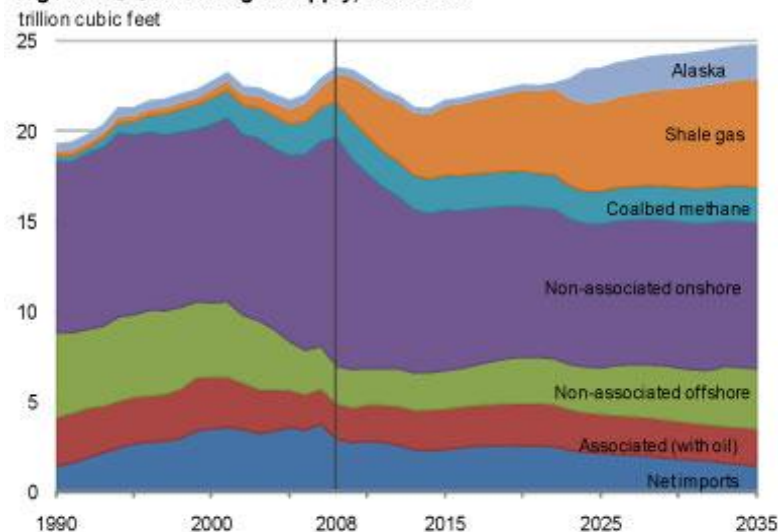 trillion cubic feet
25
Alaska
20
Shale gas
Coalbed methane
15
Non-associated onshore
10
Non-associated offshore
5
Associated (with oil)
Net imports
0
1990 2000 2008 2015 2025 2035